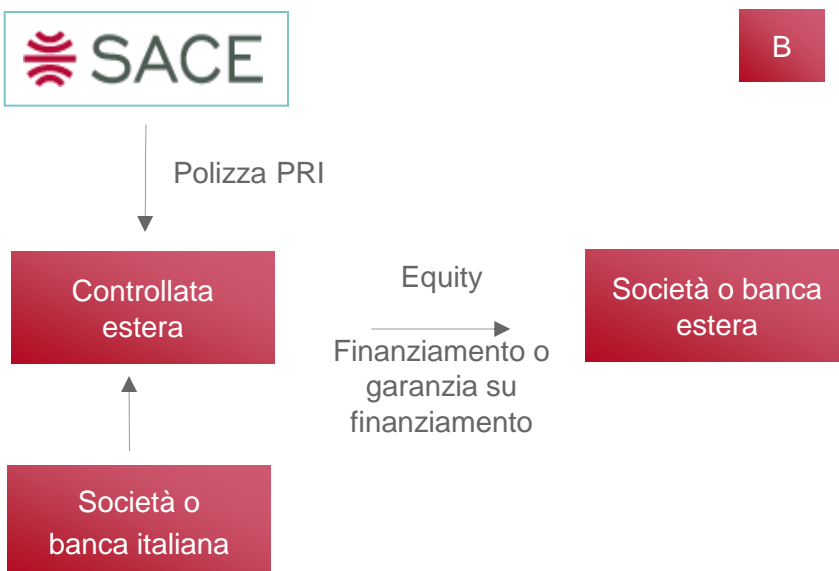 SACE
B
Polizza PRI
Controllata
estera
Equity
Finanziamento o
garanzia su
finanziamento
Società o banca
estera
Società o
banca italiana